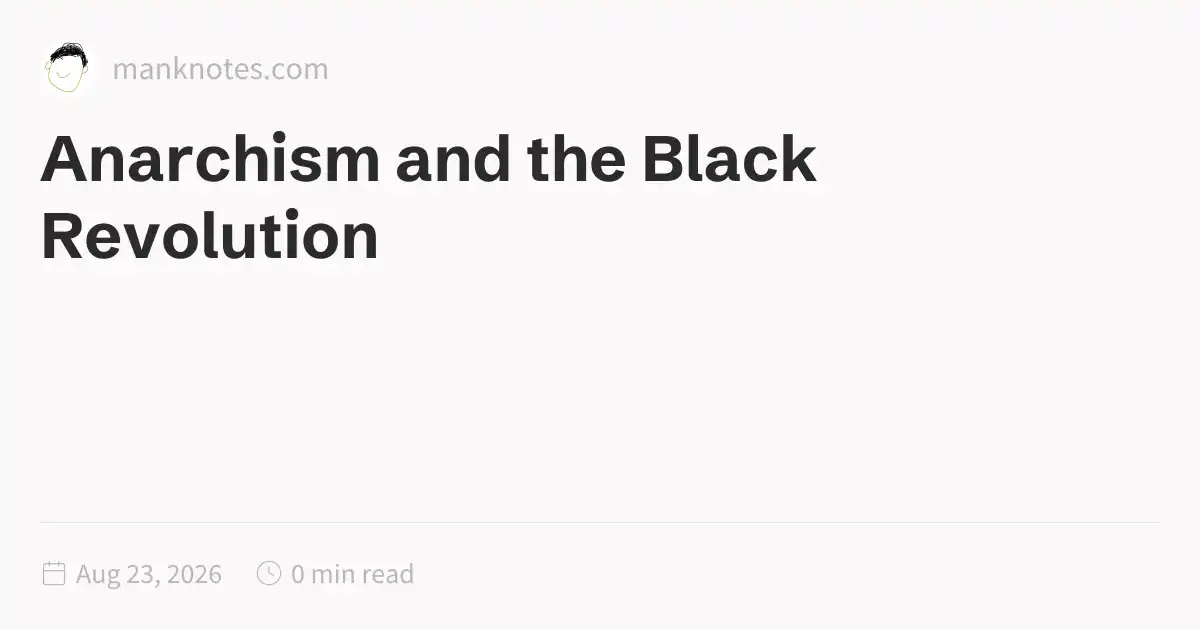 manknotes.com
Anarchism and the Black
Revolution
Aug 23, 2026 0 min read